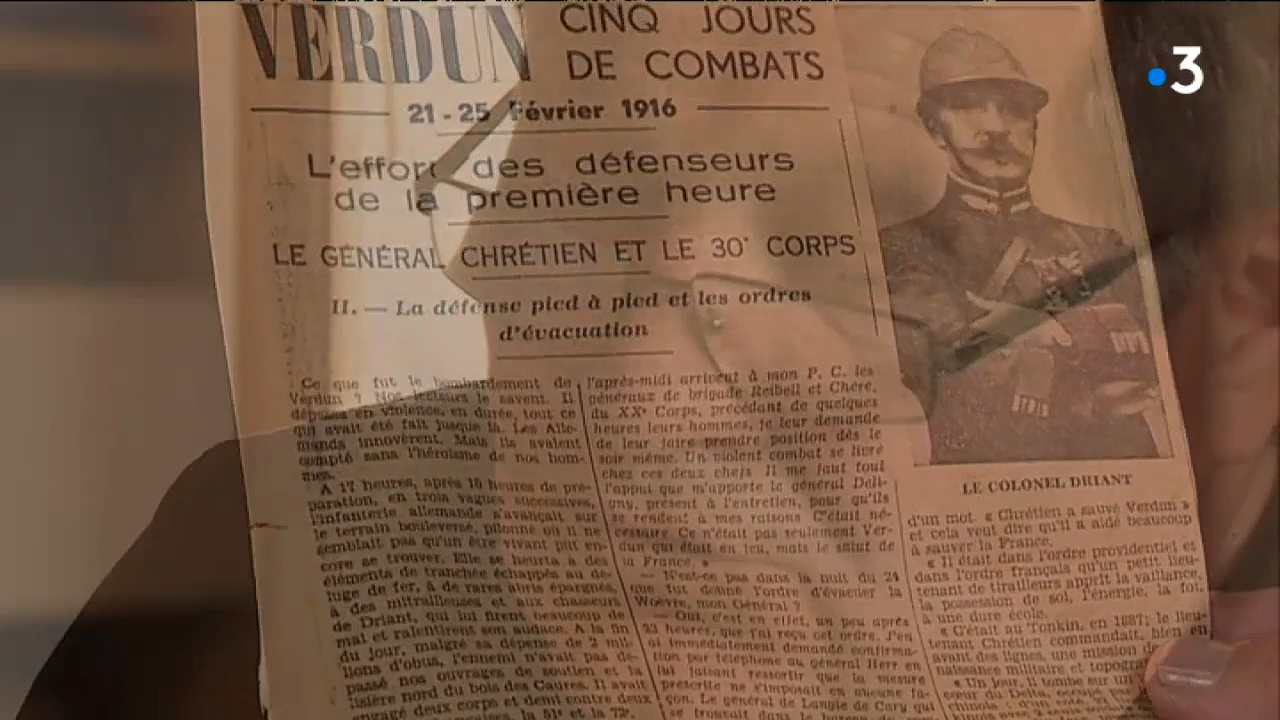 VERDUN
CINQ JOURS
DE COMBATS
21 - 25 Février 1916
L'effort des défenseurs
de la première heure
LE GÉNÉRAL CHRÉTIEN ET LE 30e CORPS
II. — La défense pied à pied et les ordres
d'évacuation
Ce que fut le bombardement de
Verdun ? Nos lecteurs le savent. Il
dépassa en violence, en durée, tout ce
qui avait été fait jusque là. Les Alle-
mands innovèrent. Mais ils avaient
compté sans l'héroïsme de nos hom-
mes.
A 17 heures, après 15 heures de pré-
paration, en trois vagues successives,
l'infanterie allemande s'avançait sur
le terrain bouleversé, pilonné où il ne
semblait pas qu'un être vivant put en-
core se trouver. Elle se heurta à des
éléments de tranchée échappés au dé-
luge de fer, à de rares abris épargnés,
à des mitrailleuses et aux chasseurs
de Driant, qui lui firent beaucoup de
mal et ralentirent son audace. A la fin
du jour, malgré sa dépense de 2 mil-
lions d'obus, l'ennemi n'avait pas dé-
passé nos ouvrages de soutien et la
lisière nord du bois des Caures. Il avait
engagé deux corps et demi contre deux
la 51e et la 72e.
l'après-midi arrivent à mon P. C. les
généraux de brigade Reibell et Chéré,
du XXe Corps, précédant de quelques
heures leurs hommes, je leur demande
de leur faire prendre position dès le
soir même. Un violent combat se livre
chez ces deux chefs. Il me faut tout
l'appui que m'apporte le général Deli-
gny, présent à l'entretien, pour qu'ils
se rendent à mes raisons. C'était né-
cessaire. Ce n'était pas seulement Ver-
dun qui était en jeu, mais le salut de
la France. »
— N'est-ce pas dans la nuit du 24
que fut donné l'ordre d'évacuer la
Woëvre, mon Général ?
— Oui, c'est en effet, un peu après
23 heures, que j'ai reçu cet ordre. J'en
ai immédiatement demandé confirma-
tion par téléphone au général Herr en
lui faisant ressortir que la mesure
prescrite ne s'imposait en aucune fa-
çon. Le général de Langle de Cary qui
se trouvait dans le bureau
LE COLONEL DRIANT
d'un mot « Chrétien a sauvé Verdun »
et cela veut dire qu'il a aidé beaucoup
à sauver la France.
« Il était dans l'ordre providentiel et
dans l'ordre français qu'un petit lieu-
tenant de tirailleurs apprit la vaillance,
la possession de soi, l'énergie, la foi,
à une dure école.
« C'était au Tonkin, en 1887; le lieu-
tenant Chrétien commandait, bien en
avant des lignes, une mission de
naissance militaire et topogra
« Un jour, il tombe sur un
cœur du Delta, occupé par
3